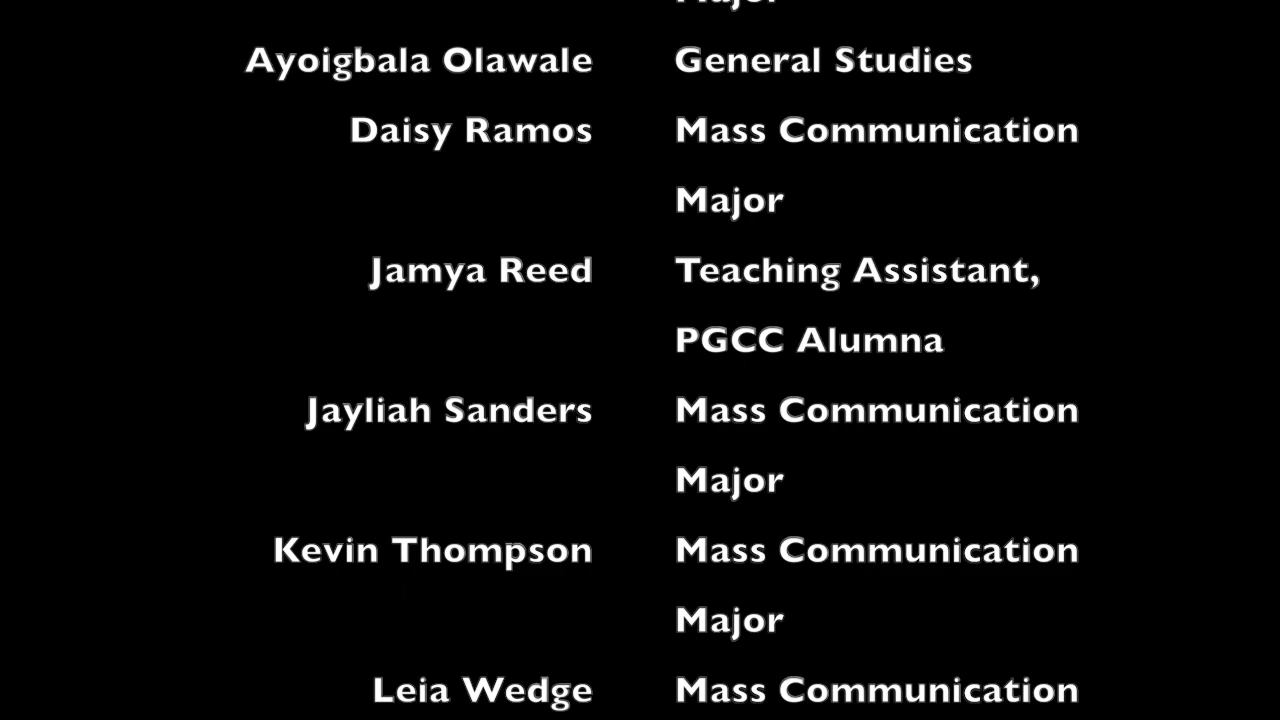 Major
Ayoigbala Olawale General Studies
Daisy Ramos Mass Communication
Major
Jamya Reed Teaching Assistant,
PGCC Alumna
Jayliah Sanders Mass Communication
Major
Kevin Thompson Mass Communication
Major
Leia Wedge Mass Communication